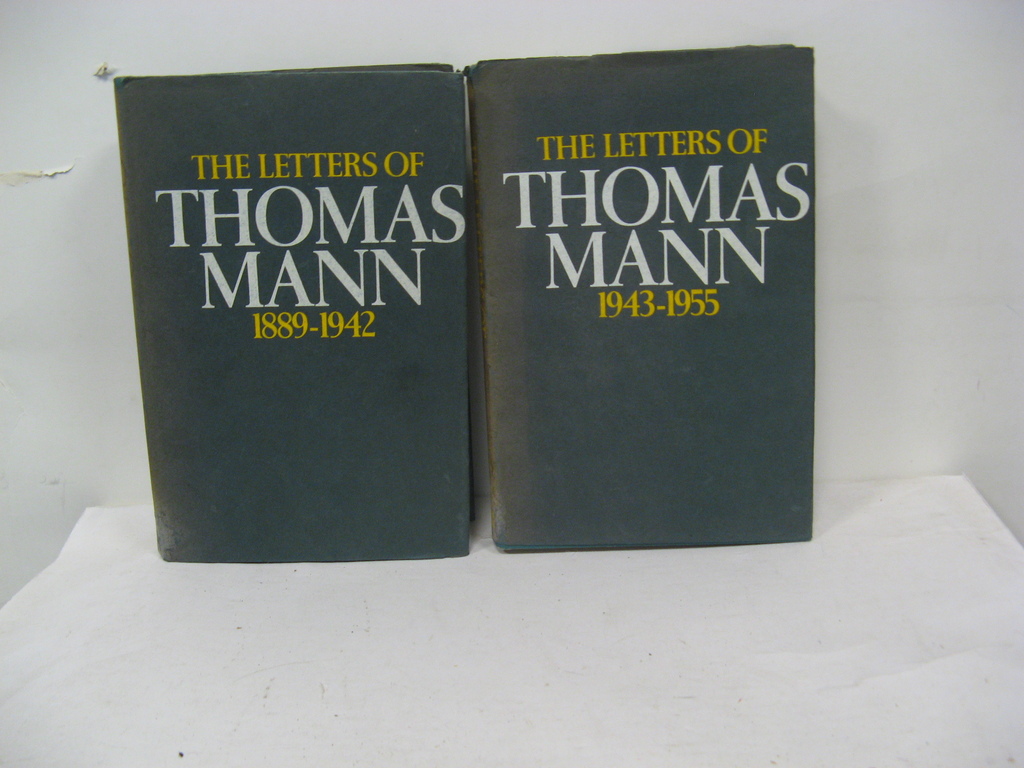 THE LETTERS OF
THOMAS
MANN
1889-1942
THE LETTERS OF
THOMAS
MANN
1943-1955